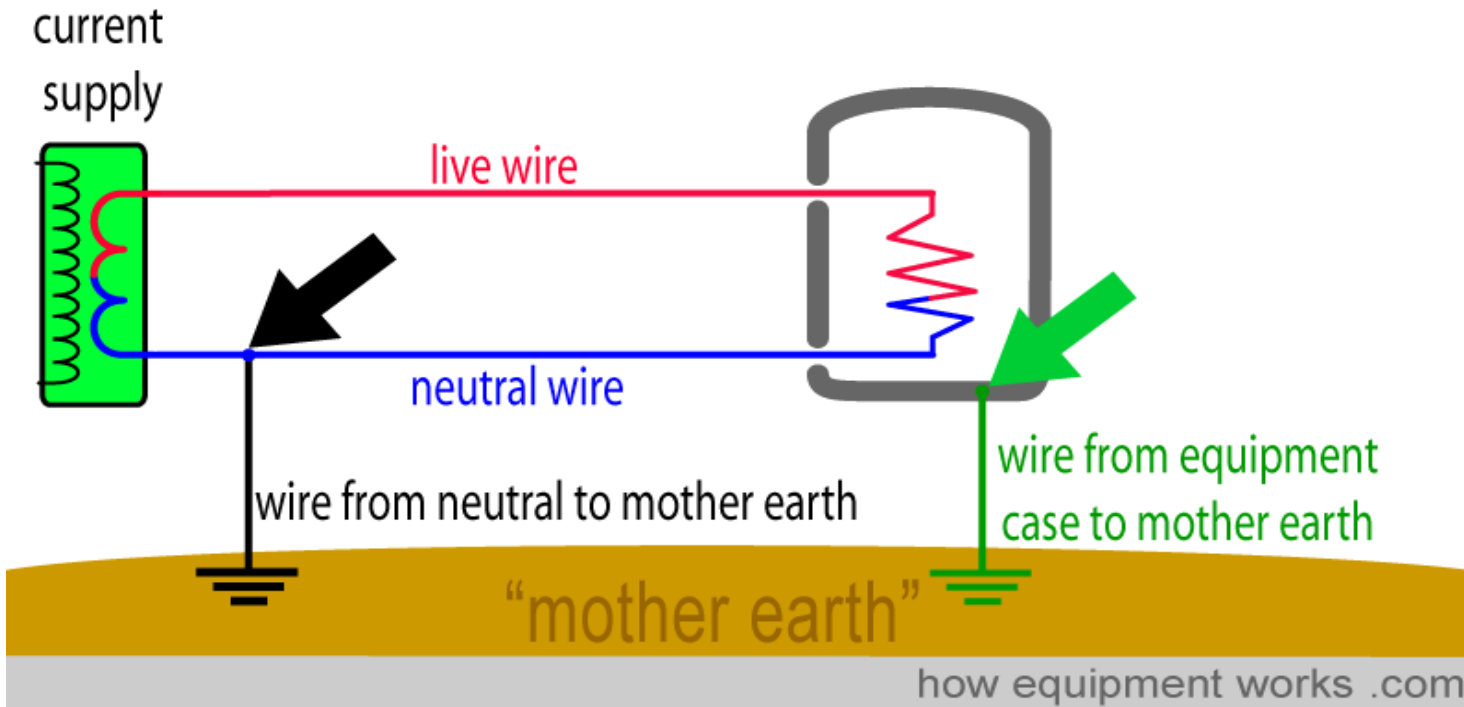 current
supply
live wire
neutral wire
wire from neutral to mother earth
wire from equipment
case to mother earth
“mother earth”
how equipment works .com